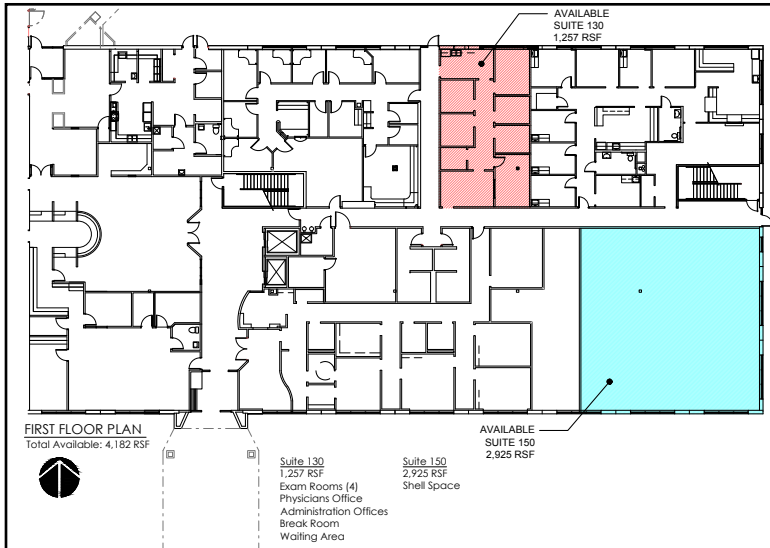 AVAILABLE
SUITE 130
1,257 RSF
AVAILABLE
SUITE 150
2,925 RSF
FIRST FLOOR PLAN
Total Available: 4,182 RSF
Suite 130
1,257 RSF
Exam Rooms (4)
Physicians Office
Administration Offices
Break Room
Waiting Area
Suite 150
2,925 RSF
Shell Space